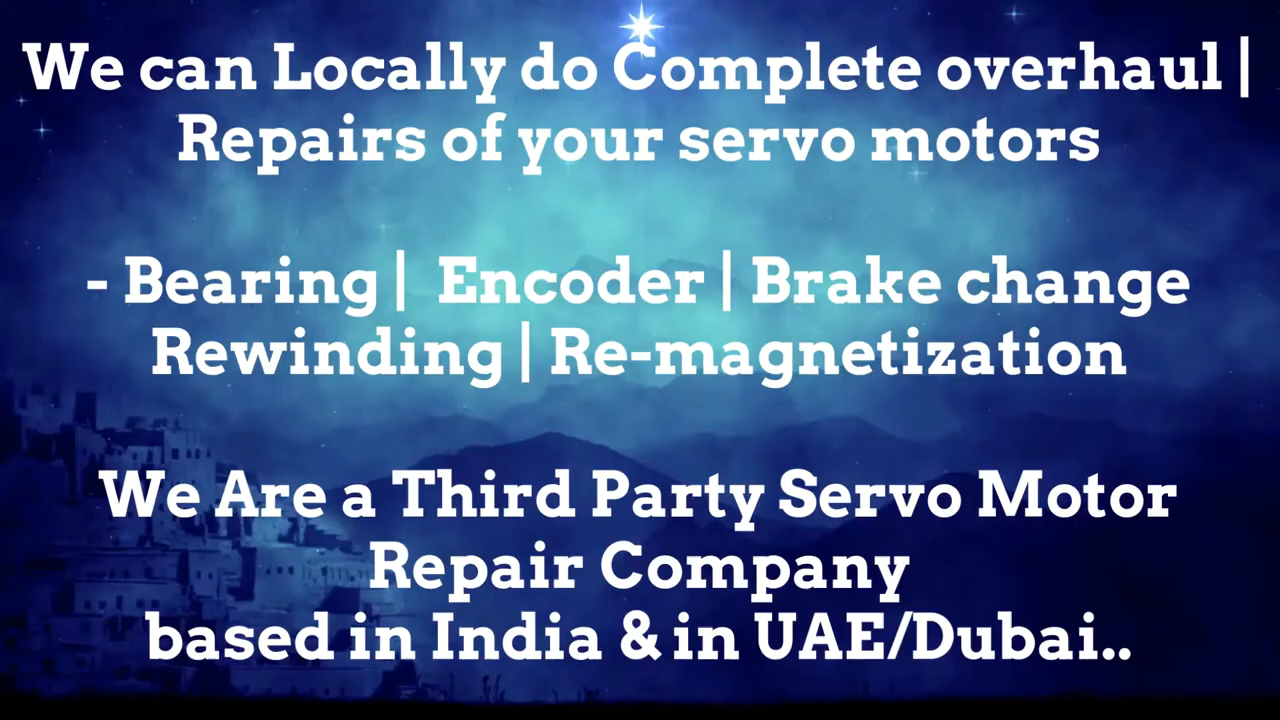 We can Locally do Complete overhaul |
Repairs of your servo motors
- Bearing |  Encoder | Brake change
Rewinding | Re-magnetization
We Are a Third Party Servo Motor
Repair Company
based in India & in UAE/Dubai..